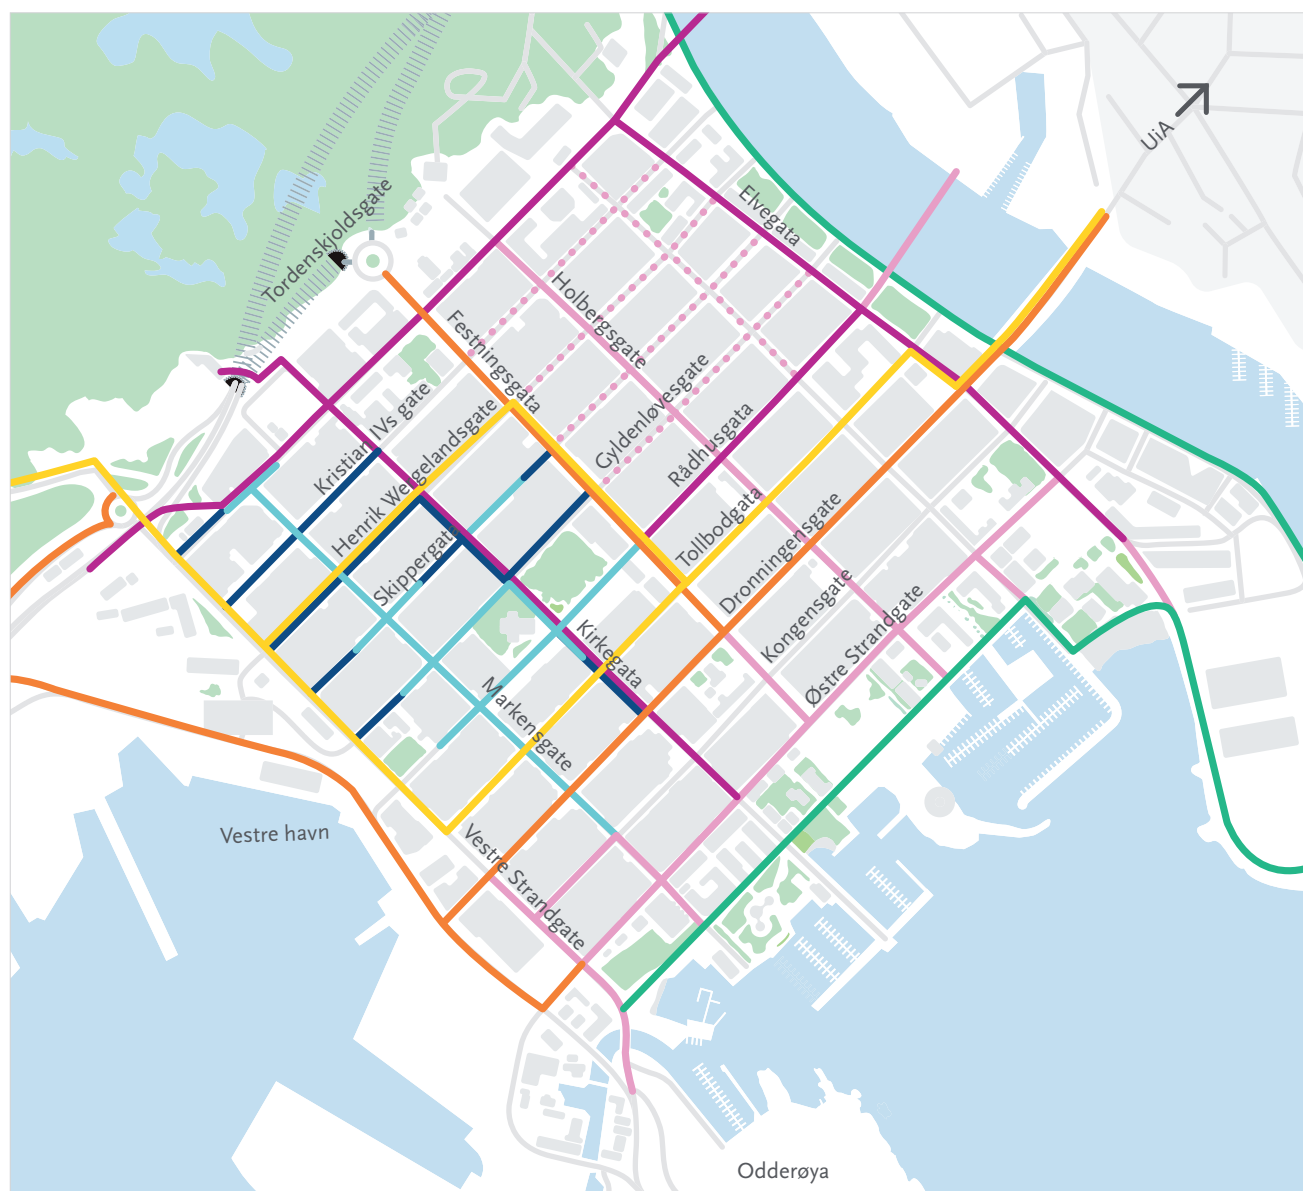 UiA
Tordenskjoldsgate
Elvegata
Holbergsgate
Festningsgata
Gyldenløvesgate
Kristian IVs gate
Rådhusgata
Henrik Wergelandsgate
Tollbodgata
Skippergata
Dronningensgate
Kongensgate
Østre Strandgate
Kirkegata
Markensgate
Vestre Strandgate
Vestre havn
Odderøya